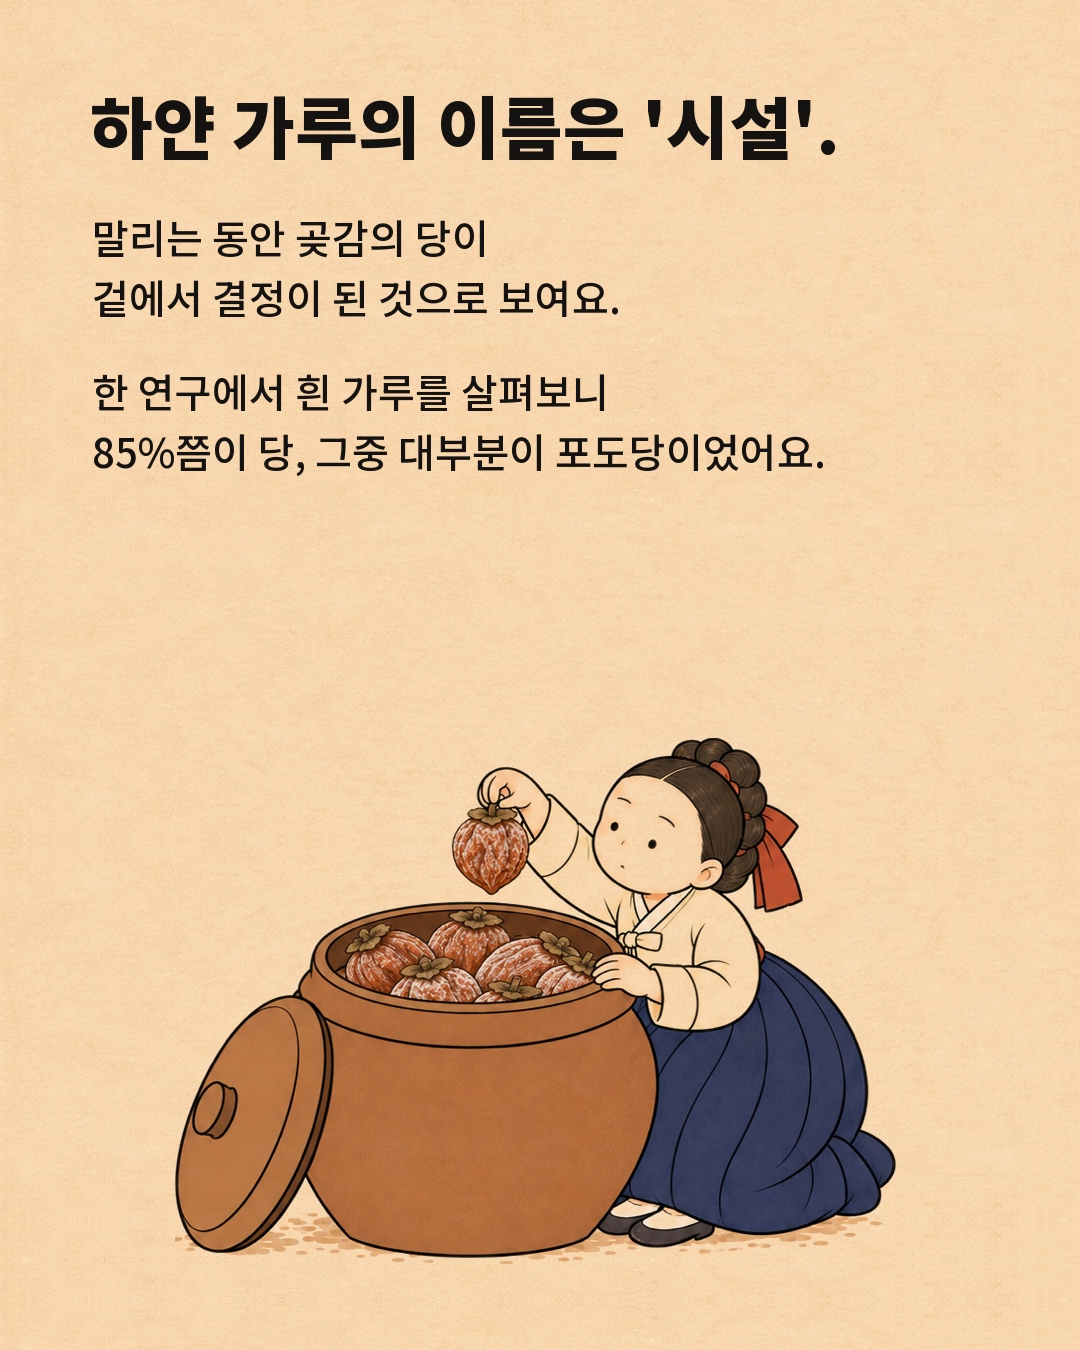 하얀 가루의 이름은 '시설'.
말리는 동안 곶감의 당이
겉에서 결정이 된 것으로 보여요.
한 연구에서 흰 가루를 살펴보니
85%쯤이 당, 그중 대부분이 포도당이었어요.